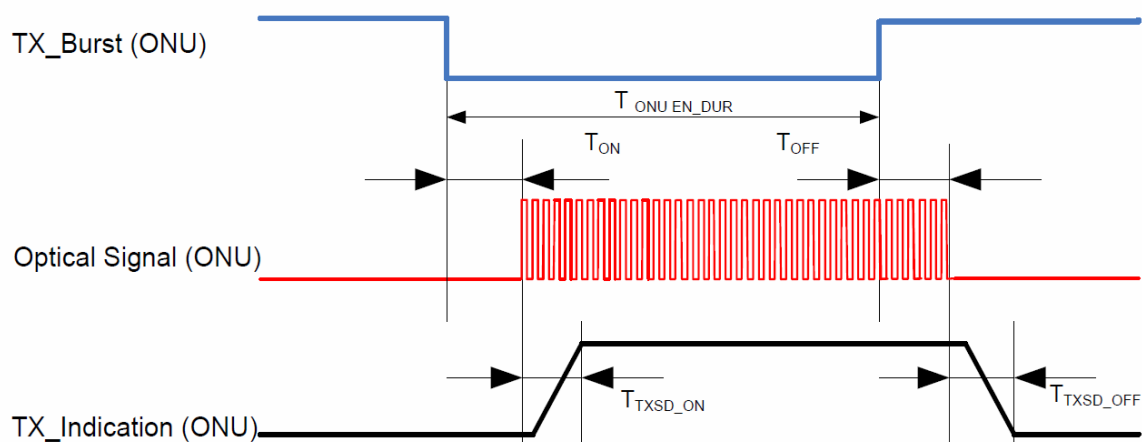 TX_Burst (ONU)
T ONU EN_DUR
TON
TOFF
Optical Signal (ONU)
TTXSD_ON
TTXSD_OFF
TX_Indication (ONU)